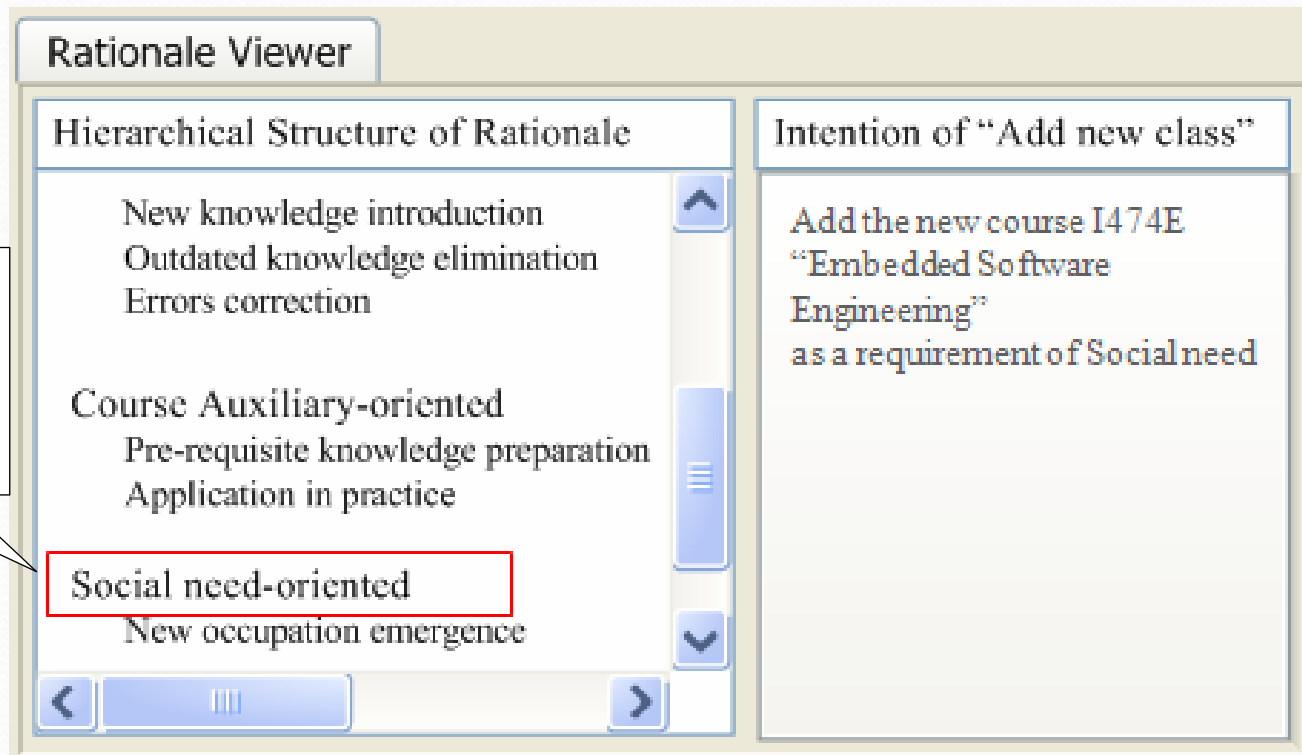 Rationale Viewer
Hierarchical Structure of Rationale
New knowledge introduction
Outdated knowledge elimination
Errors correction
Course Auxiliary-oriented
Pre-requisite knowledge preparation
Application in practice
Social need-oriented
New occupation emergence
Intention of “Add new class”
Add the new course I474E
“Embedded Software
Engineering”
as a requirement of Social need